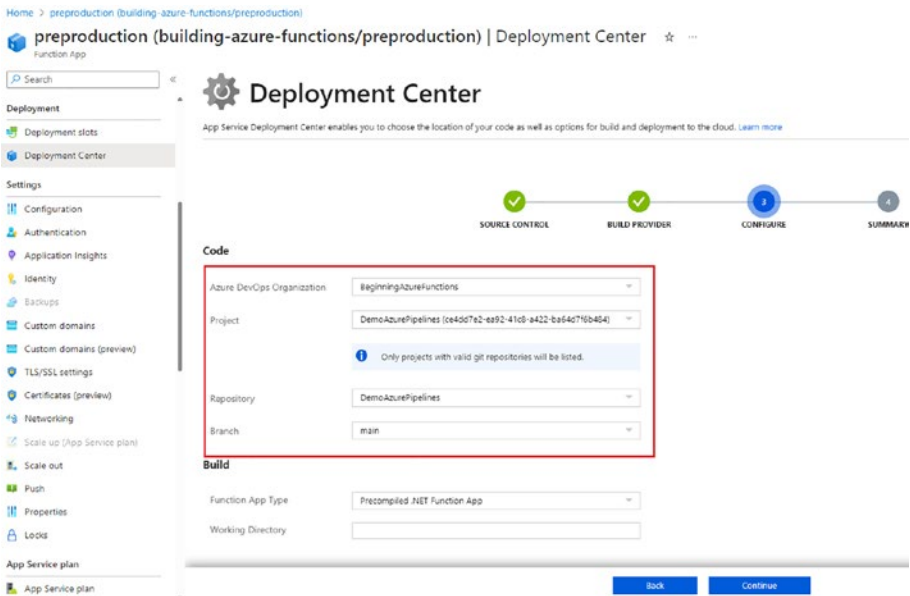 Home > preproduction (building-azure-functions/preproduction)
preproduction (building-azure-functions/preproduction) | Deployment Center
Function App
Search
Deployment
Deployment slots
Deployment Center
Settings
Configuration
Authentication
Application Insights
Identity
Backups
Custom domains
Custom domains (preview)
TLS/SSL settings
Certificates (preview)
Networking
Scale up (App Service plan)
Scale out
Push
Properties
Locks
App Service plan
App Service plan
Deployment Center
App Service Deployment Center enables you to choose the location of your code as well as options for build and deployment to the cloud. Learn more
3
4
SOURCE CONTROL
BUILD PROVIDER
CONFIGURE
SUMMARY
Code
Azure DevOps Organization
BeginningAzureFunctions
Project
DemoAzurePipelines (ce4dd7e2-ea92-41c8-a422-ba64d7f6b484)
Only projects with valid git repositories will be listed.
Repository
DemoAzurePipelines
Branch
main
Build
Function App Type
Precompiled .NET Function App
Working Directory
Back
Continue